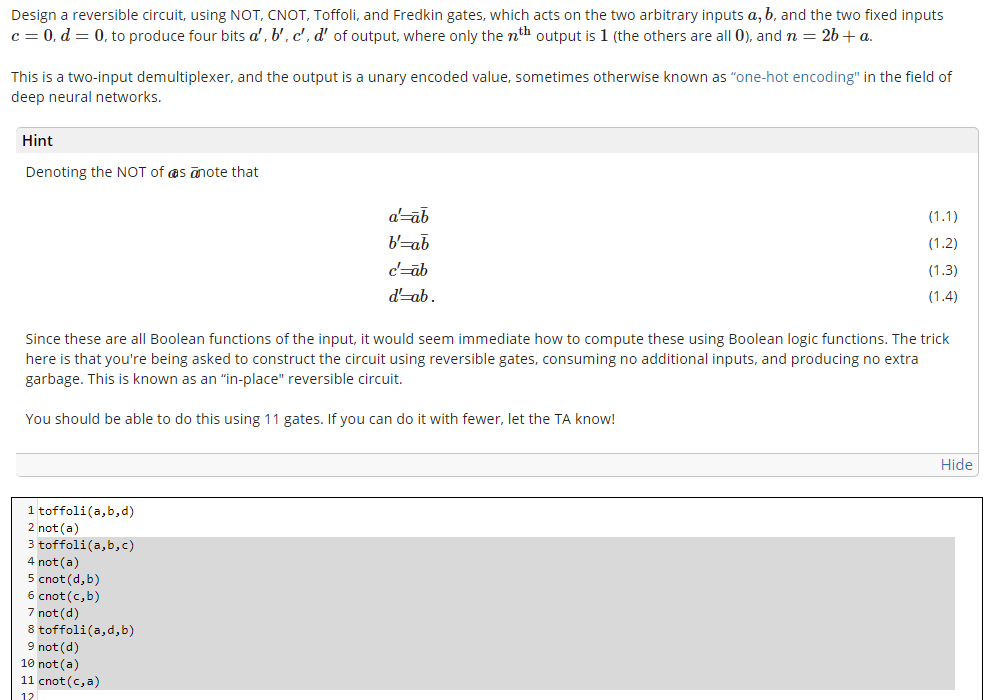 Design a reversible circuit, using NOT, CNOT, Toffoli, and Fredkin gates, which acts on the two arbitrary inputs a, b, and the two fixed inputs
c = 0, d = 0, to produce four bits a′, b′, c′, d′ of output, where only the nᵗʰ output is 1 (the others are all 0), and n = 2b + a.
This is a two-input demultiplexer, and the output is a unary encoded value, sometimes otherwise known as "one-hot encoding" in the field of
deep neural networks.
Hint
Denoting the NOT of a as ā note that
a′=āb̄ (1.1)
b′=ab̄ (1.2)
c′=āb (1.3)
d′=ab. (1.4)
Since these are all Boolean functions of the input, it would seem immediate how to compute these using Boolean logic functions. The trick
here is that you're being asked to construct the circuit using reversible gates, consuming no additional inputs, and producing no extra
garbage. This is known as an "in-place" reversible circuit.
You should be able to do this using 11 gates. If you can do it with fewer, let the TA know!
Hide
1 toffoli(a,b,d)
2 not(a)
3 toffoli(a,b,c)
4 not(a)
5 cnot(d,b)
6 cnot(c,b)
7 not(d)
8 toffoli(a,d,b)
9 not(d)
10 not(a)
11 cnot(c,a)
12